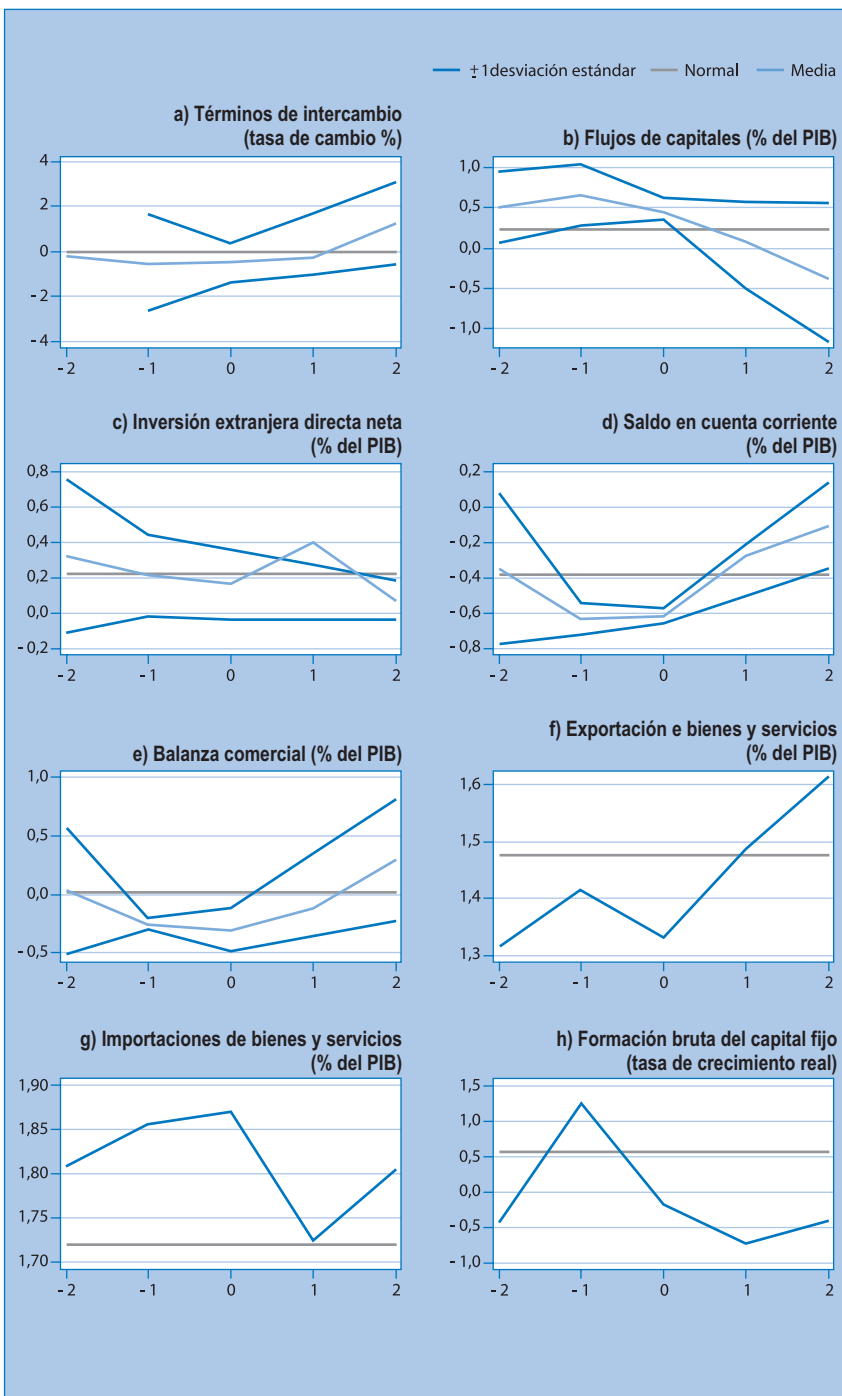 ±1desviación estándar Normal Media
a) Términos de intercambio
(tasa de cambio %)
4
2
0
- 2
- 4
- 2 - 1 0 1 2
b) Flujos de capitales (% del PIB)
1,0
0,5
0,0
- 0,5
- 1,0
- 2 - 1 0 1 2
c) Inversión extranjera directa neta
(% del PIB)
0,8
0,6
0,4
0,2
0,0
- 0,2
- 2 - 1 0 1 2
d) Saldo en cuenta corriente
(% del PIB)
0,2
0,0
- 0,2
- 0,4
- 0,6
- 0,8
- 2 - 1 0 1 2
e) Balanza comercial (% del PIB)
1,0
0,5
0,0
- 0,5
- 2 - 1 0 1 2
f) Exportación e bienes y servicios
(% del PIB)
1,6
1,5
1,4
1,3
- 2 - 1 0 1 2
g) Importaciones de bienes y servicios
(% del PIB)
1,90
1,85
1,80
1,75
1,70
- 2 - 1 0 1 2
h) Formación bruta del capital fijo
(tasa de crecimiento real)
1,5
1,0
0,5
0,0
- 0,5
- 1,0
- 2 - 1 0 1 2